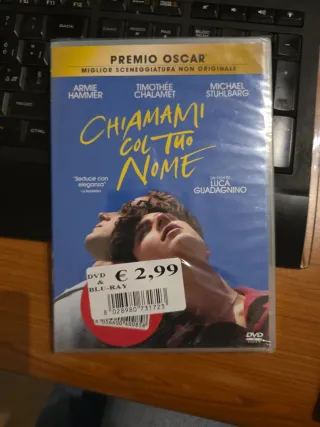 PREMIO OSCAR®
MIGLIOR SCENEGGIATURA NON ORIGINALE
ARMIE HAMMER
TIMOTHÉE CHALAMET
MICHAEL STUHLBARG
CHIAMAMI
COL TUO
NOME
"Seduce con
eleganza"
UN FILM DI
LUCA
GUADAGNINO
DVD
&
BLU-RAY
€ 2,99
8 028980 731723
DVD